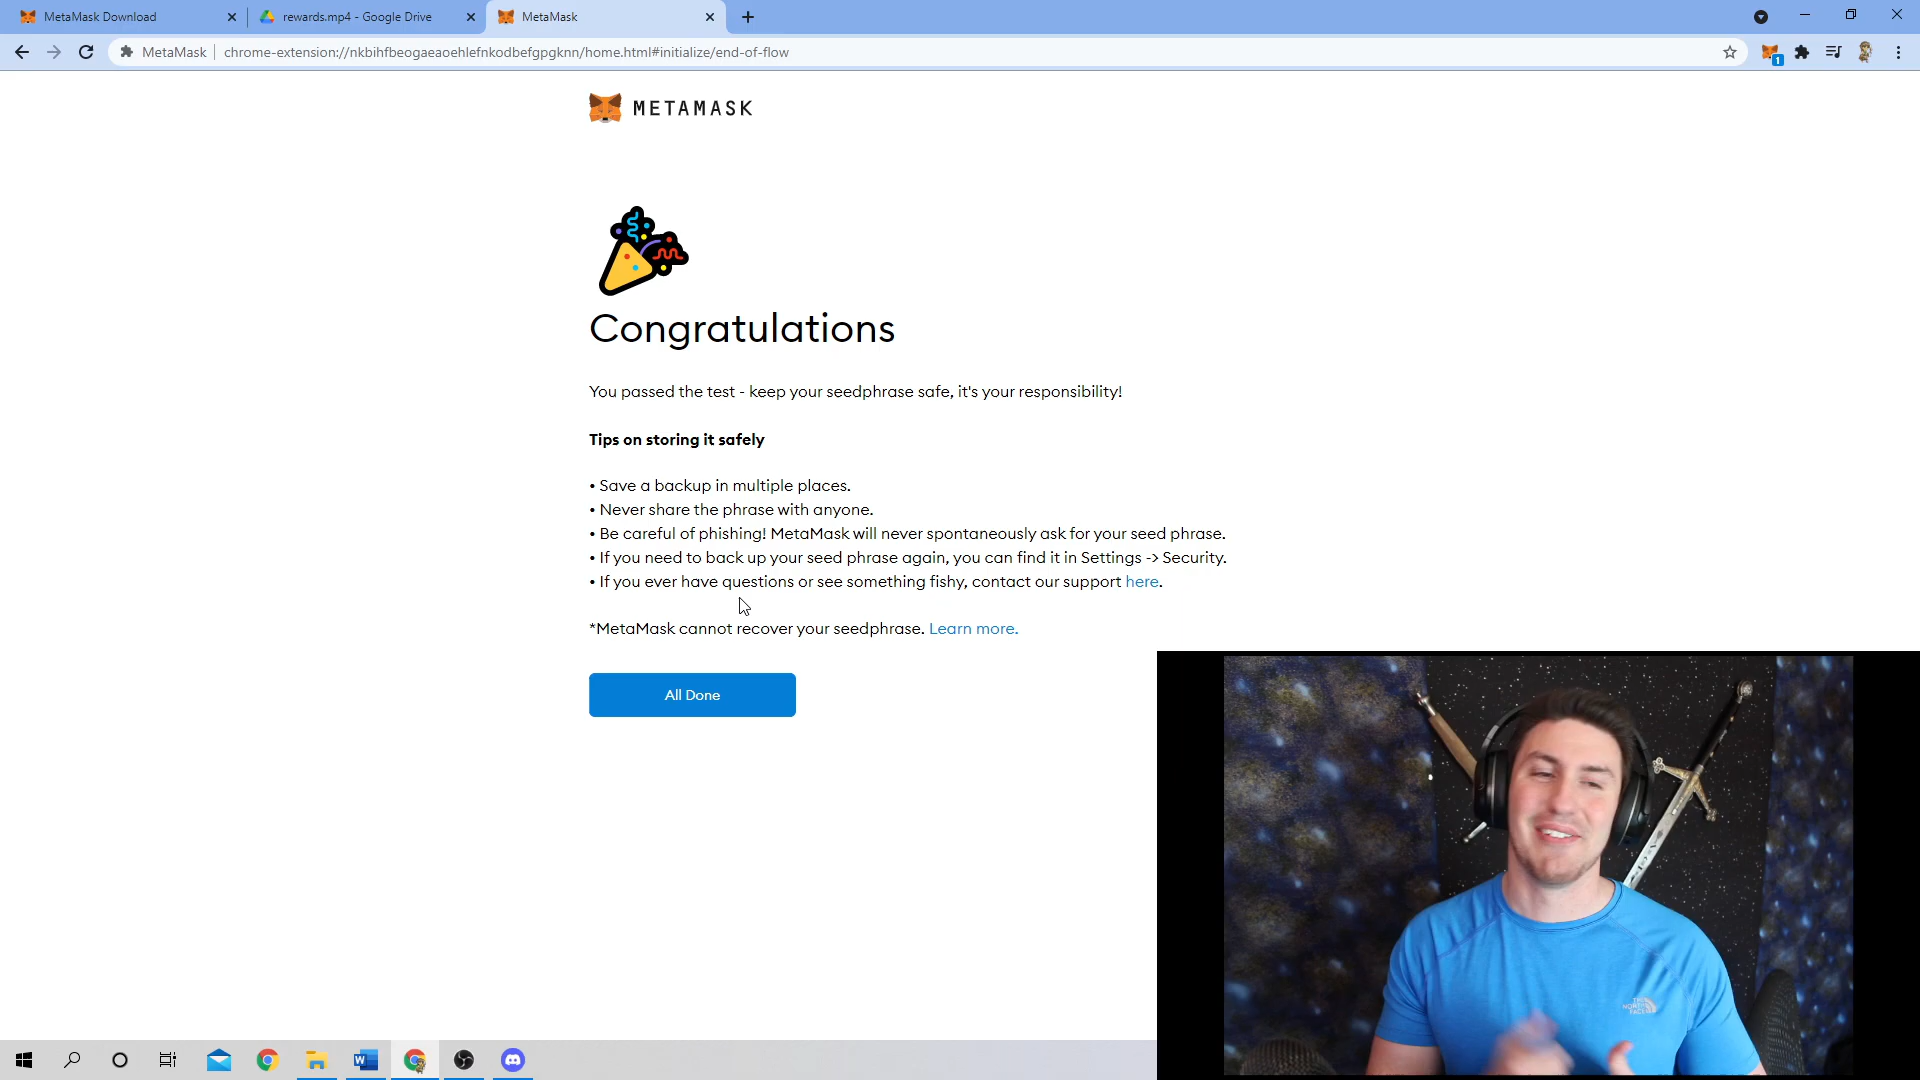 MetaMask Download
rewards.mp4 - Google Drive
MetaMask
MetaMask
chrome-extension://nkbihfbeogaeaoehlefnkodbefgpgknn/home.html#initialize/end-of-flow
1
METAMASK
Congratulations
You passed the test - keep your seedphrase safe, it's your responsibility!
Tips on storing it safely
• Save a backup in multiple places.
• Never share the phrase with anyone.
• Be careful of phishing! MetaMask will never spontaneously ask for your seed phrase.
• If you need to back up your seed phrase again, you can find it in Settings -> Security.
• If you ever have questions or see something fishy, contact our support here.
*MetaMask cannot recover your seedphrase. Learn more.
All Done
THE
NORTH
FACE
W